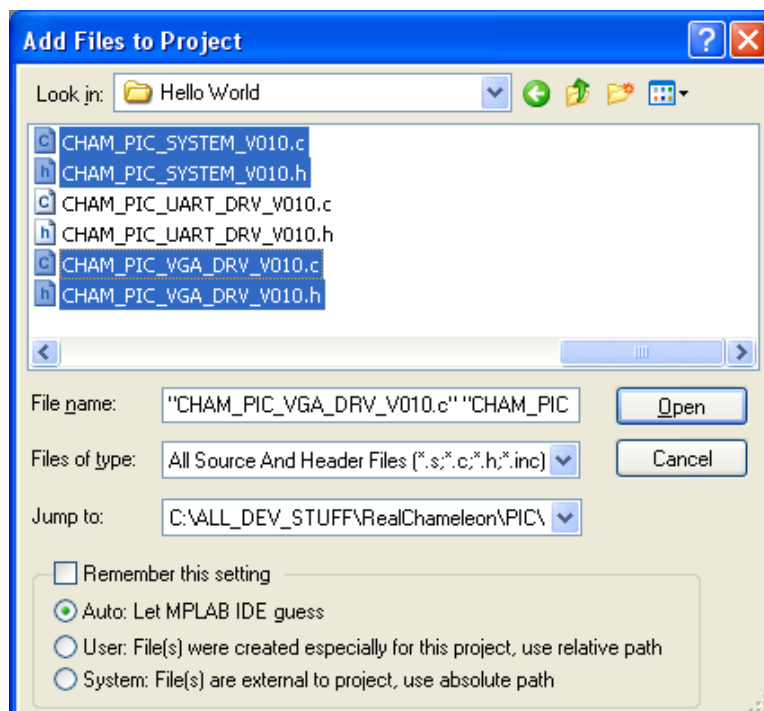 Add Files to Project
Look in: Hello World
CHAM_PIC_SYSTEM_V010.c
CHAM_PIC_SYSTEM_V010.h
CHAM_PIC_UART_DRV_V010.c
CHAM_PIC_UART_DRV_V010.h
CHAM_PIC_VGA_DRV_V010.c
CHAM_PIC_VGA_DRV_V010.h
File name: "CHAM_PIC_VGA_DRV_V010.c" "CHAM_PIC Open
Files of type: All Source And Header Files (*.s;*.c;*.h;*.inc) Cancel
Jump to: C:\ALL_DEV_STUFF\RealChameleon\PIC\
Remember this setting
Auto: Let MPLAB IDE guess
User: File(s) were created especially for this project, use relative path
System: File(s) are external to project, use absolute path